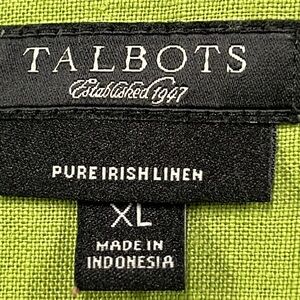 TALBOTS
Established 1947
PURE IRISH LINEN
XL
MADE IN
INDONESIA